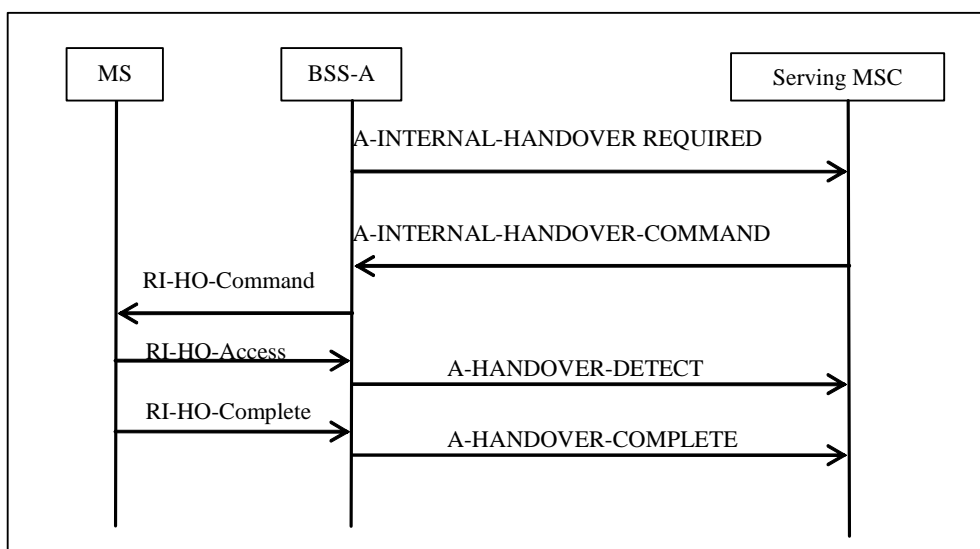 MS
BSS-A
Serving MSC
A-INTERNAL-HANDOVER REQUIRED
A-INTERNAL-HANDOVER-COMMAND
RI-HO-Command
RI-HO-Access
A-HANDOVER-DETECT
RI-HO-Complete
A-HANDOVER-COMPLETE